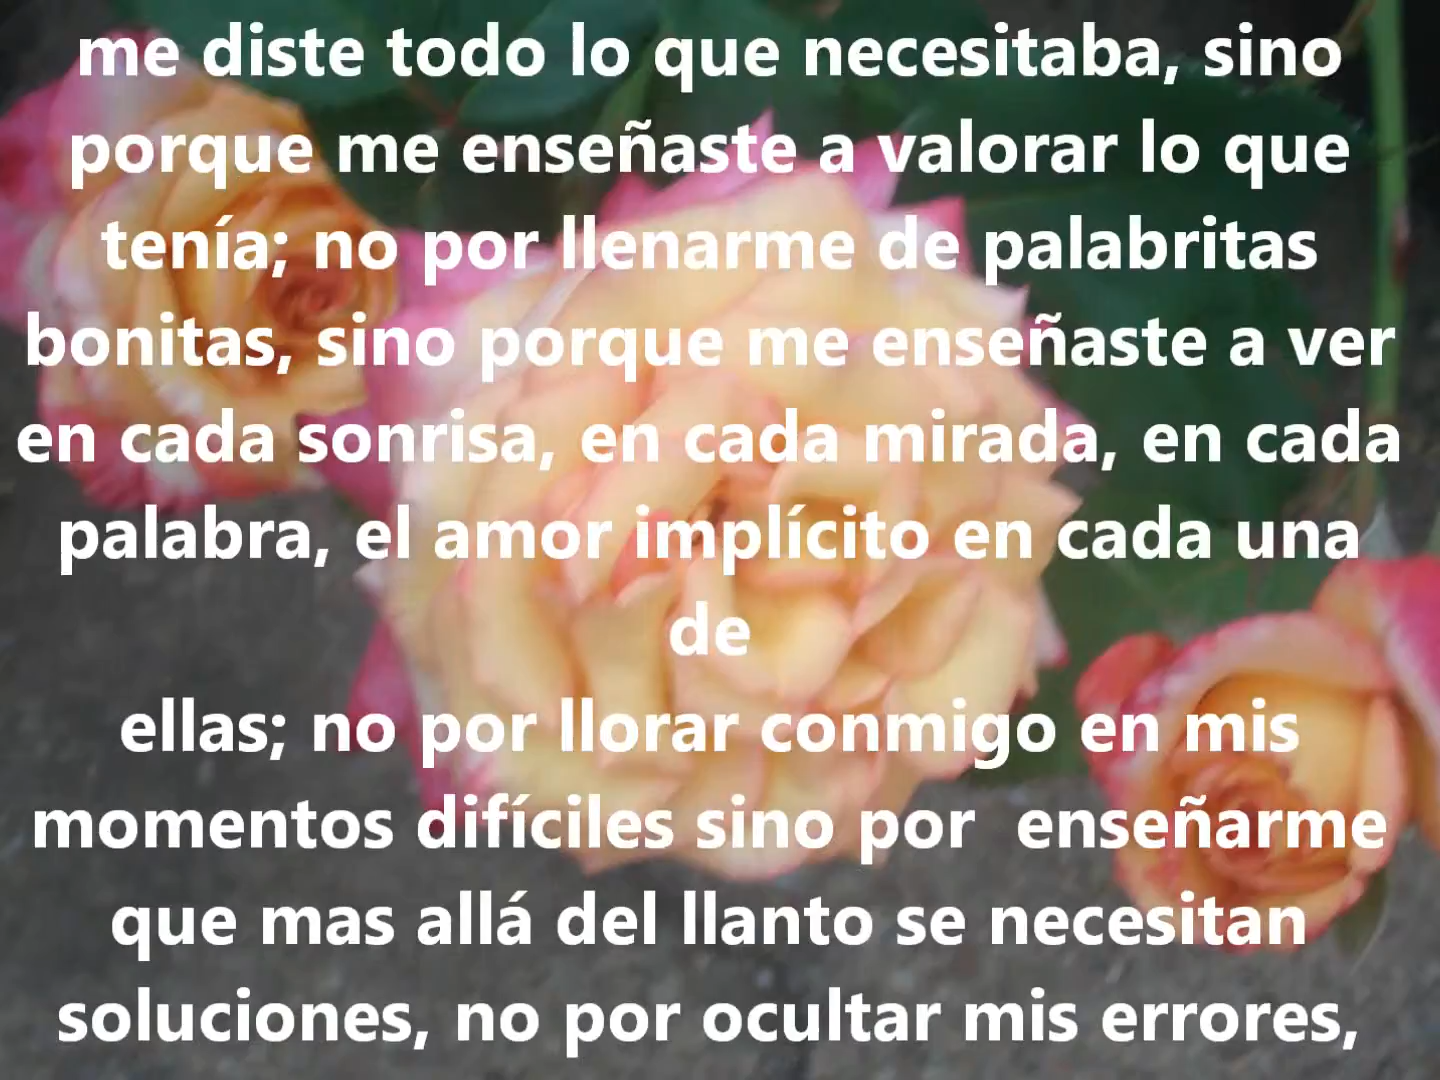 me diste todo lo que necesitaba, sino
porque me enseñaste a valorar lo que
tenía; no por llenarme de palabritas
bonitas, sino porque me enseñaste a ver
en cada sonrisa, en cada mirada, en cada
palabra, el amor implícito en cada una
de
ellas; no por llorar conmigo en mis
momentos difíciles sino por  enseñarme
que mas allá del llanto se necesitan
soluciones, no por ocultar mis errores,